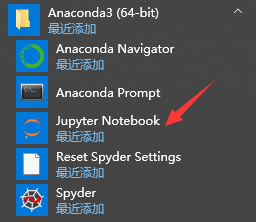 Anaconda3 (64-bit)
最近添加
Anaconda Navigator
最近添加
Anaconda Prompt
Jupyter Notebook
最近添加
Reset Spyder Settings
最近添加
Spyder
最近添加